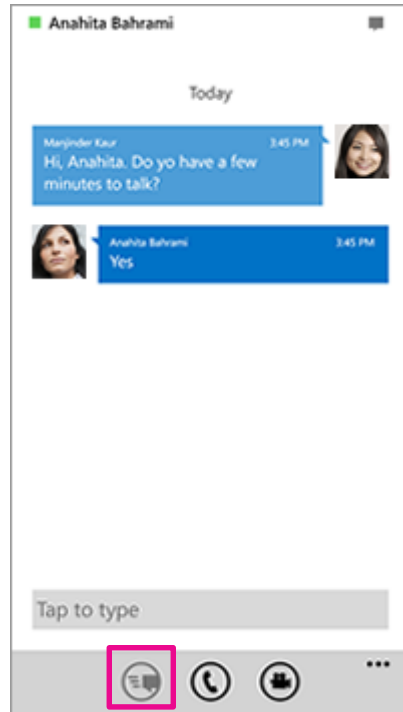 Anahita Bahrami
Today
Manjinder Kaur 3:45 PM
Hi, Anahita. Do yo have a few
minutes to talk?
Anahita Bahrami 3:45 PM
Yes
Tap to type